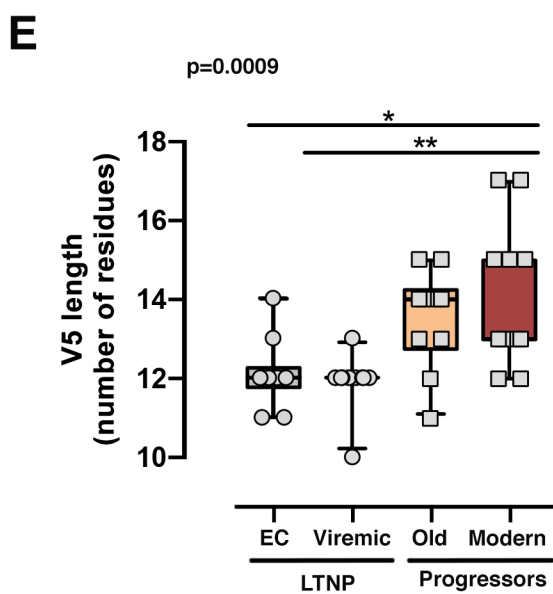 E
p=0.0009
*
**
V5 length
(number of residues)
18
16
14
12
10
EC Viremic Old Modern
LTNP Progressors